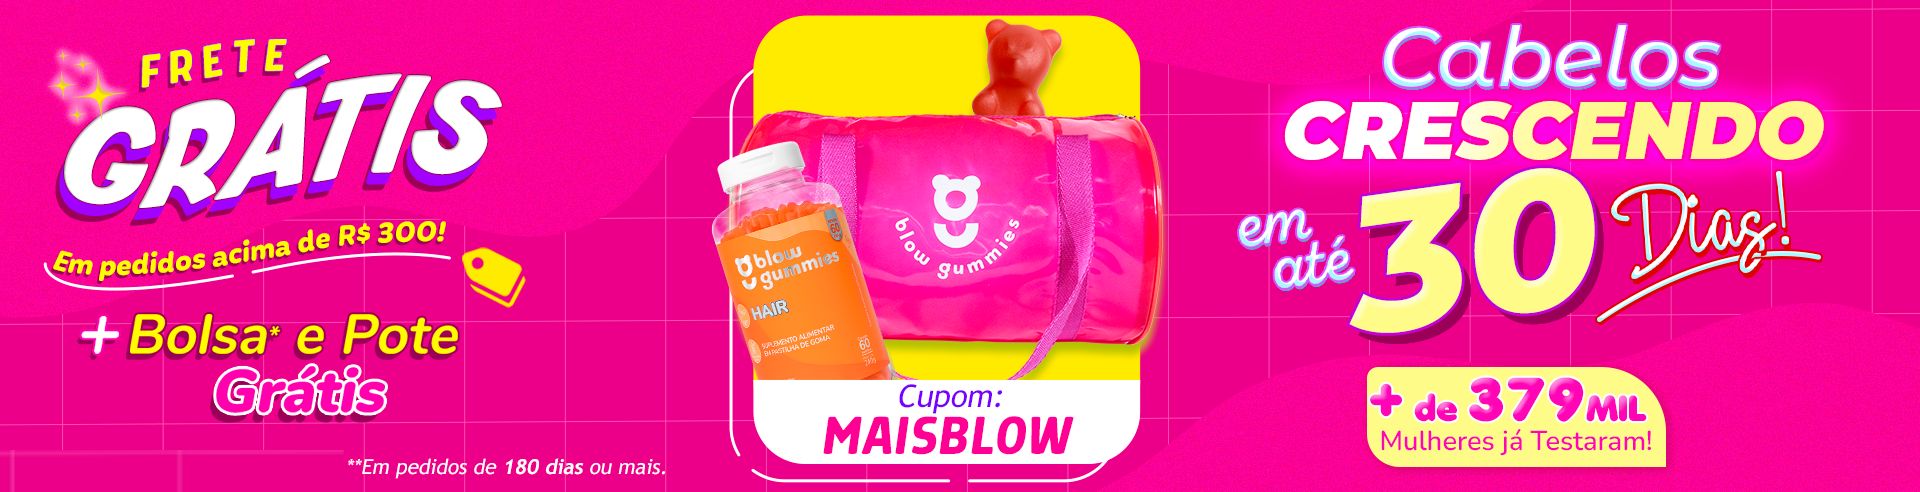 FRETE
GRÁTIS
Em pedidos acima de R$ 300!
+ Bolsa* e Pote
Grátis
**Em pedidos de 180 dias ou mais.
blow gummies
blow
gummies
HAIR
SUPLEMENTO ALIMENTAR
EM PASTILHA DE GOMA
60
Cupom:
MAISBLOW
Cabelos
CRESCENDO
em até 30 Dias!
+ de 379 MIL
Mulheres já Testaram!